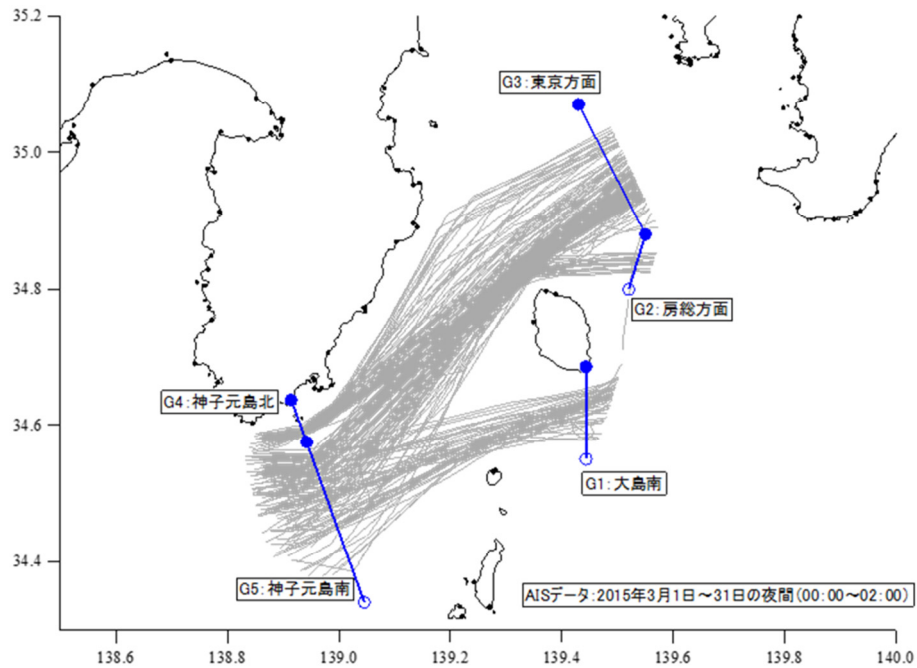 35.2
G3：東京方面
35.0
34.8
G2：房総方面
G4：神子元島北
34.6
G1：大島南
34.4
G5：神子元島南
AISデータ：2015年3月1日～31日の夜間(00：00～02：00)
138.6
138.8
139.0
139.2
139.4
139.6
139.8
140.0